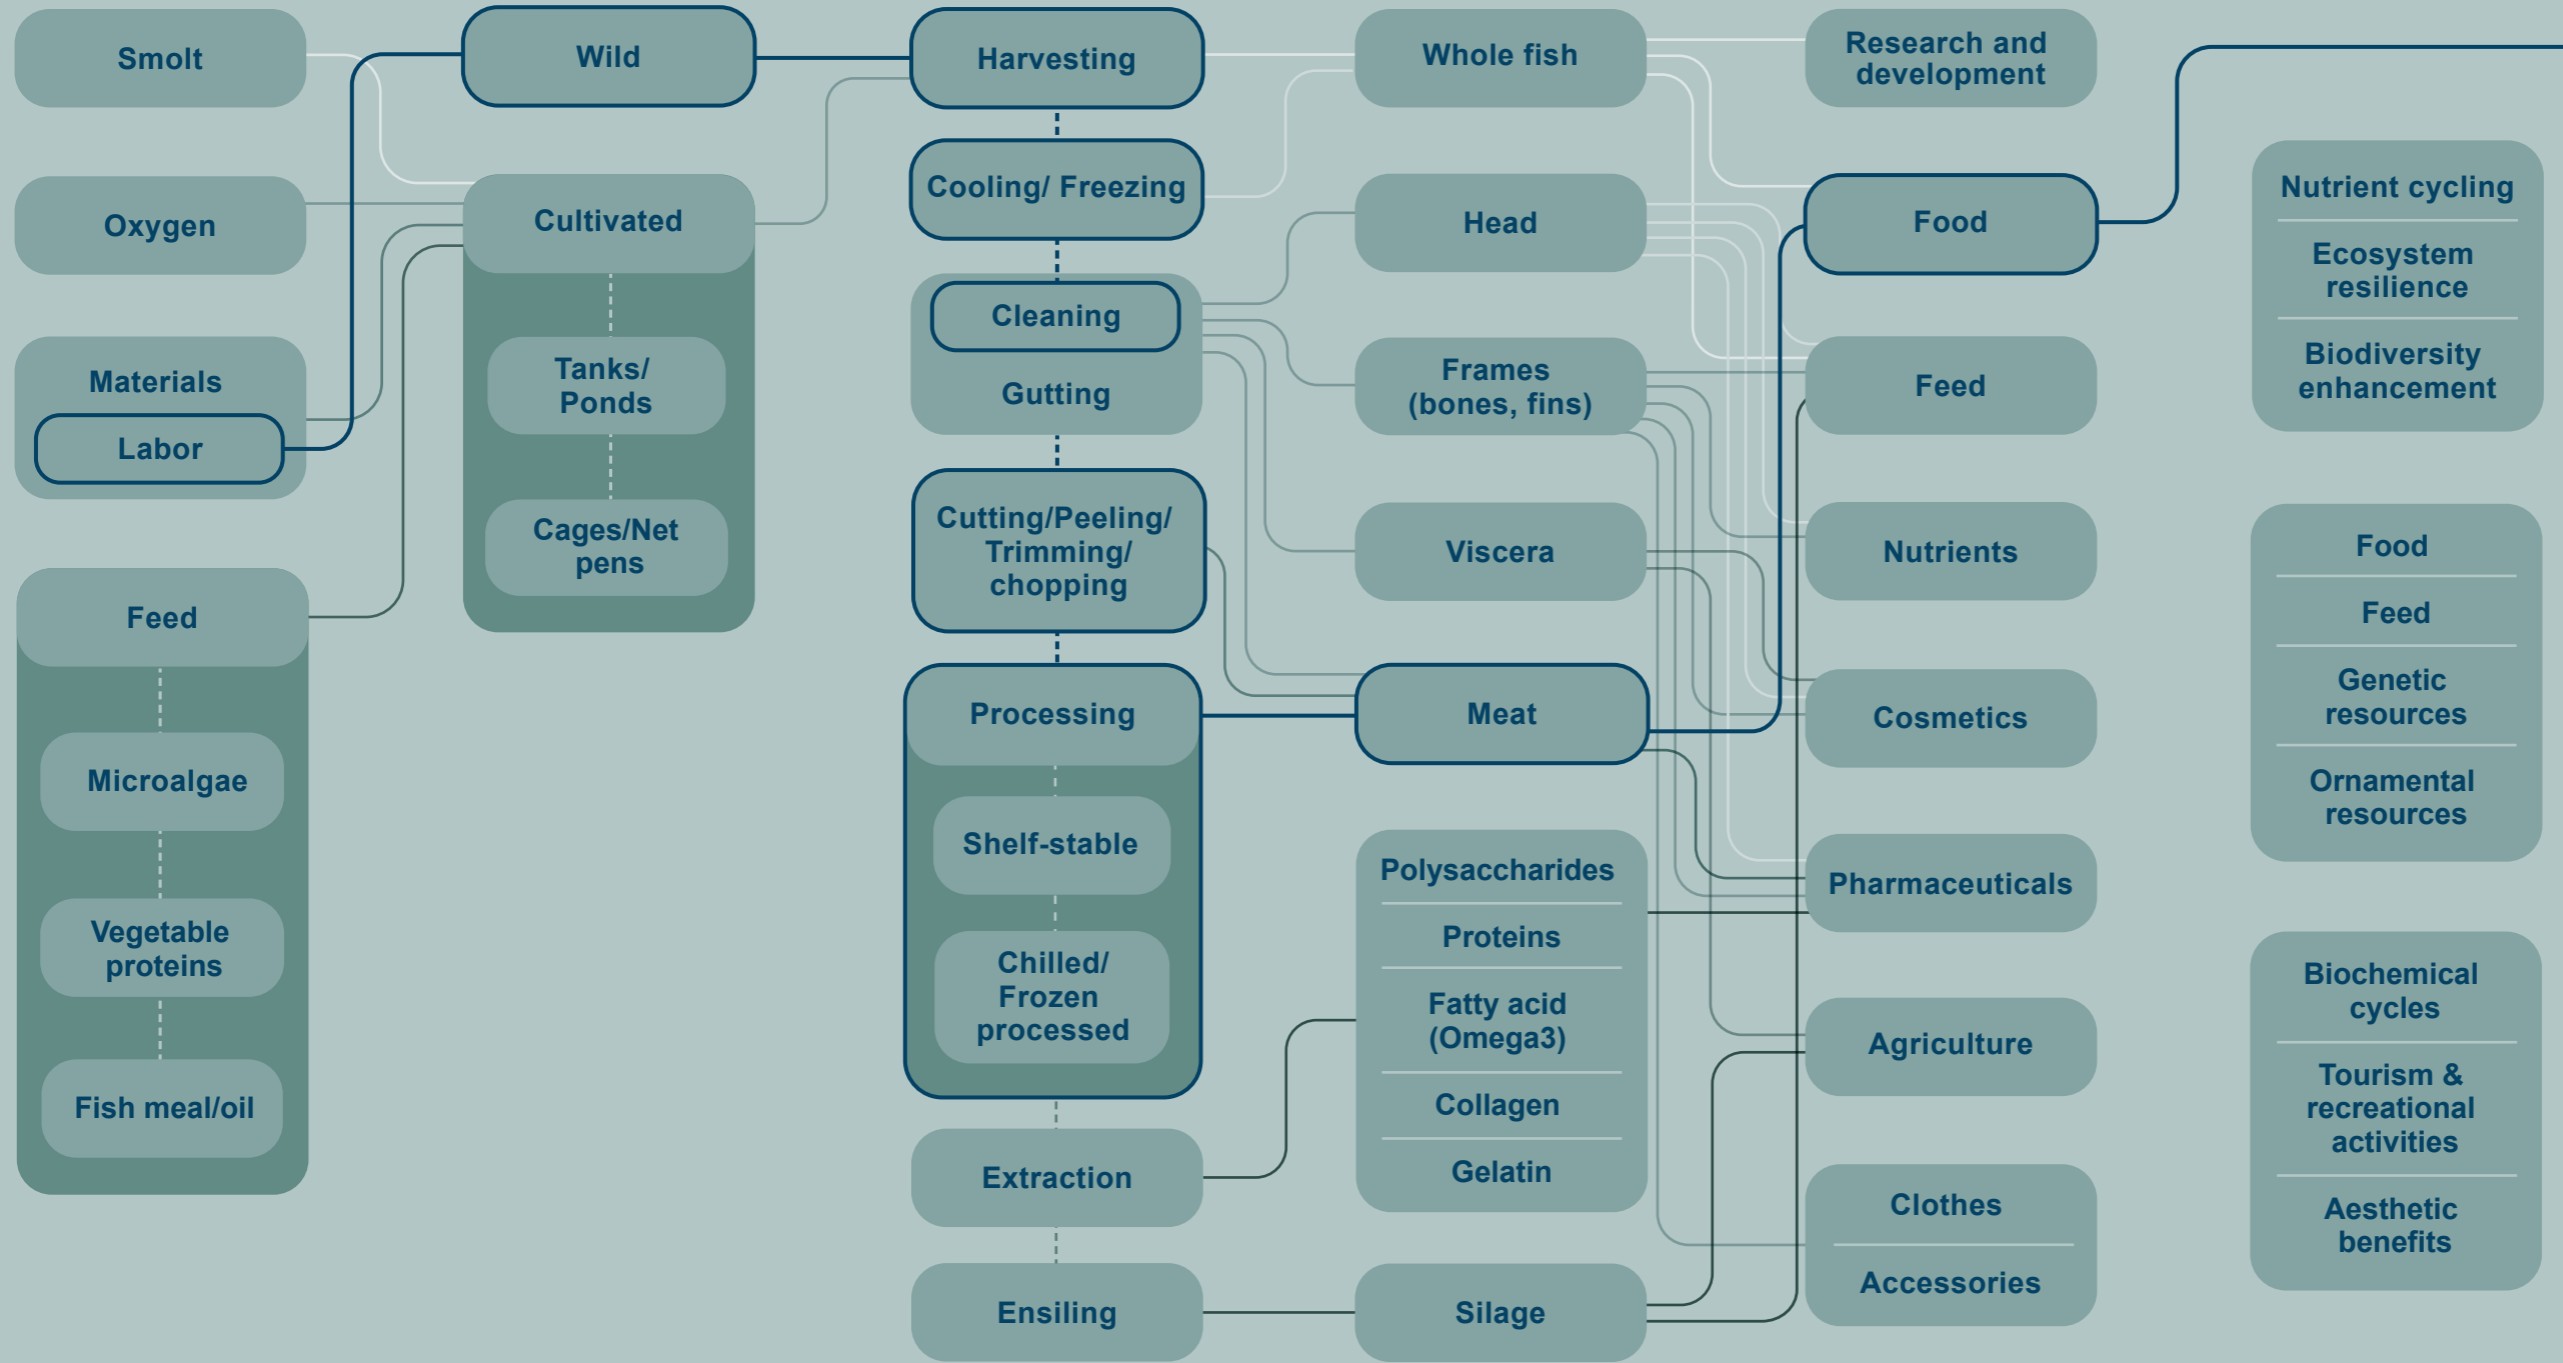 Smolt
Oxygen
Materials
Labor
Feed
Microalgae
Vegetable
proteins
Fish meal/oil
Wild
Cultivated
Tanks/
Ponds
Cages/Net
pens
Harvesting
Cooling/ Freezing
Cleaning
Gutting
Cutting/Peeling/
Trimming/
chopping
Processing
Shelf-stable
Chilled/
Frozen
processed
Extraction
Ensiling
Whole fish
Head
Frames
(bones, fins)
Viscera
Meat
Polysaccharides
Proteins
Fatty acid
(Omega3)
Collagen
Gelatin
Silage
Research and
development
Food
Feed
Nutrients
Cosmetics
Pharmaceuticals
Agriculture
Clothes
Accessories
Nutrient cycling
Ecosystem
resilience
Biodiversity
enhancement
Food
Feed
Genetic
resources
Ornamental
resources
Biochemical
cycles
Tourism &
recreational
activities
Aesthetic
benefits